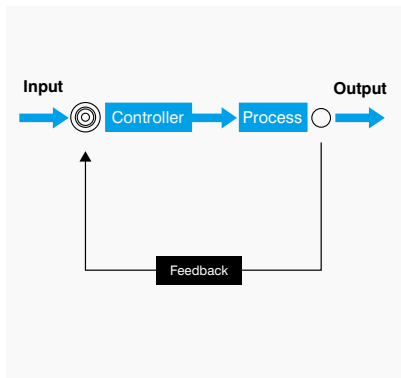 Input
Output
Controller
Process
Feedback